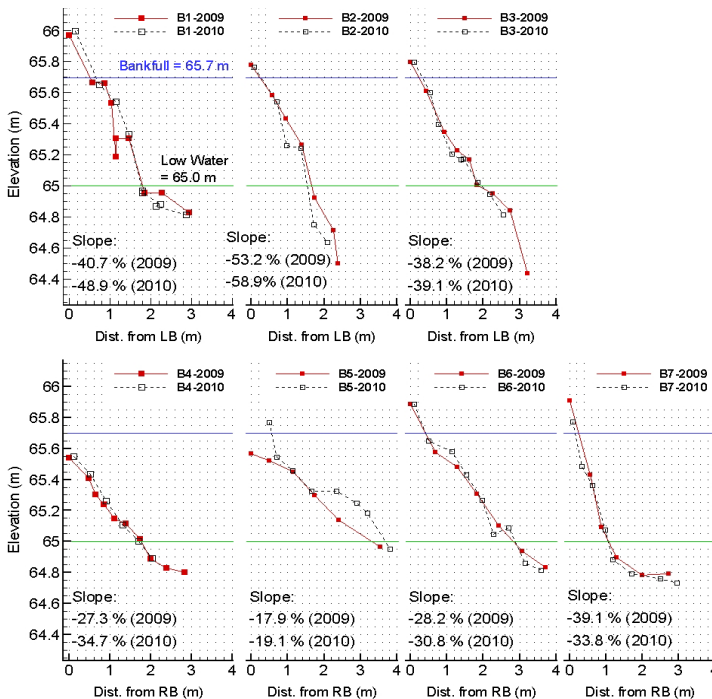 B1-2009
B1-2010
B2-2009
B2-2010
B3-2009
B3-2010
66
65.8
65.6
65.4
65.2
65
64.8
64.6
64.4
Elevation (m)
Bankfull = 65.7 m
Low Water
= 65.0 m
Slope:
-40.7 % (2009)
-48.9 % (2010)
Slope:
-53.2 % (2009)
-58.9% (2010)
Slope:
-38.2 % (2009)
-39.1 % (2010)
0 1 2 3 4
0 1 2 3 4
0 1 2 3 4
Dist. from LB (m)
Dist. from LB (m)
Dist. from LB (m)
B4-2009
B4-2010
B5-2009
B5-2010
B6-2009
B6-2010
B7-2009
B7-2010
66
65.8
65.6
65.4
65.2
65
64.8
64.6
64.4
Elevation (m)
Slope:
-27.3 % (2009)
-34.7 % (2010)
Slope:
-17.9 % (2009)
-19.1 % (2010)
Slope:
-28.2 % (2009)
-30.8 % (2010)
Slope:
-39.1 % (2009)
-33.8 % (2010)
0 1 2 3 4
0 1 2 3 4
0 1 2 3 4
0 1 2 3 4
Dist. from RB (m)
Dist. from RB (m)
Dist. from RB (m)
Dist. from RB (m)